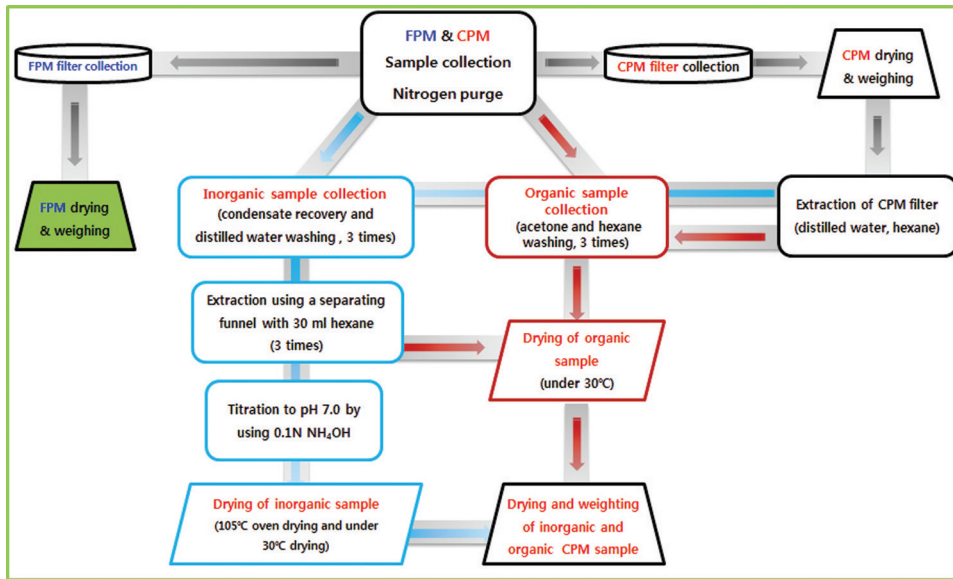 FPM & CPM
Sample collection
Nitrogen purge
FPM filter collection
CPM filter collection
CPM drying
& weighing
FPM drying
& weighing
Inorganic sample collection
(condensate recovery and
distilled water washing , 3 times)
Organic sample
collection
(acetone and hexane
washing, 3 times)
Extraction of CPM filter
(distilled water, hexane)
Extraction using a separating
funnel with 30 ml hexane
(3 times)
Drying of organic
sample
(under 30℃)
Titration to pH 7.0 by
using 0.1N NH₄OH
Drying of inorganic sample
(105℃ oven drying and under
30℃ drying)
Drying and weighting
of inorganic and
organic CPM sample